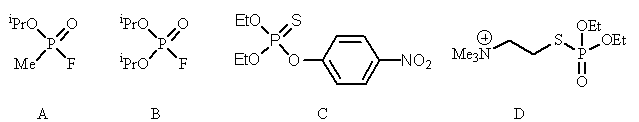 ⁱPrO O
P
Me F
A
ⁱPrO O
P
ⁱPrO F
B
EtO S
P
EtO O NO₂
C
OEt
S OEt
⊕ P
Me₃N
O
D